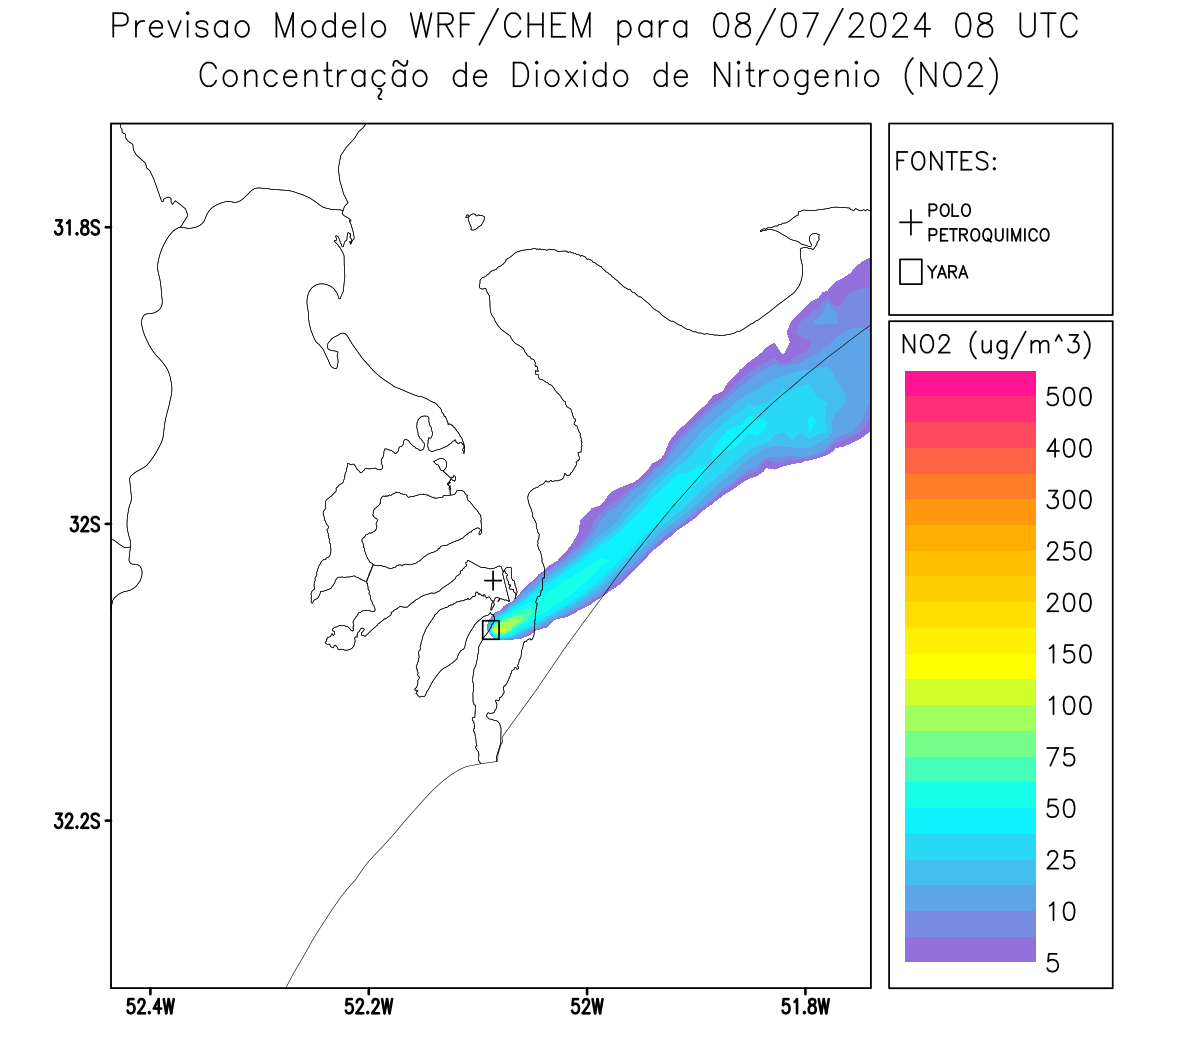 Previsao Modelo WRF/CHEM para 08/07/2024 08 UTC
Concentração de Dioxido de Nitrogenio (NO2)
FONTES:
POLO
PETROQUIMICO
YARA
NO2 (ug/m^3)
500
400
300
250
200
150
100
75
50
25
10
5
31.8S
32S
32.2S
52.4W
52.2W
52W
51.8W